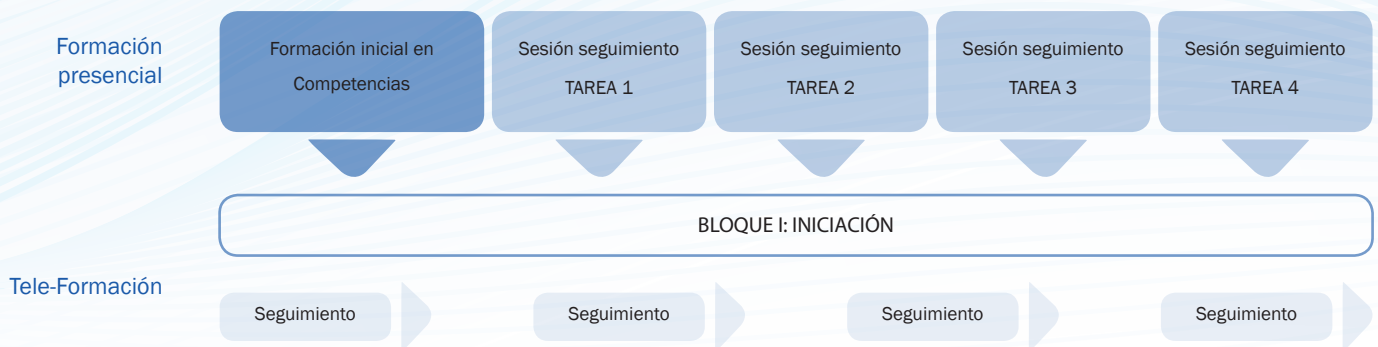 Formación
presencial
Formación inicial en
Competencias
Sesión seguimiento
TAREA 1
Sesión seguimiento
TAREA 2
Sesión seguimiento
TAREA 3
Sesión seguimiento
TAREA 4
BLOQUE I: INICIACIÓN
Tele-Formación
Seguimiento
Seguimiento
Seguimiento
Seguimiento